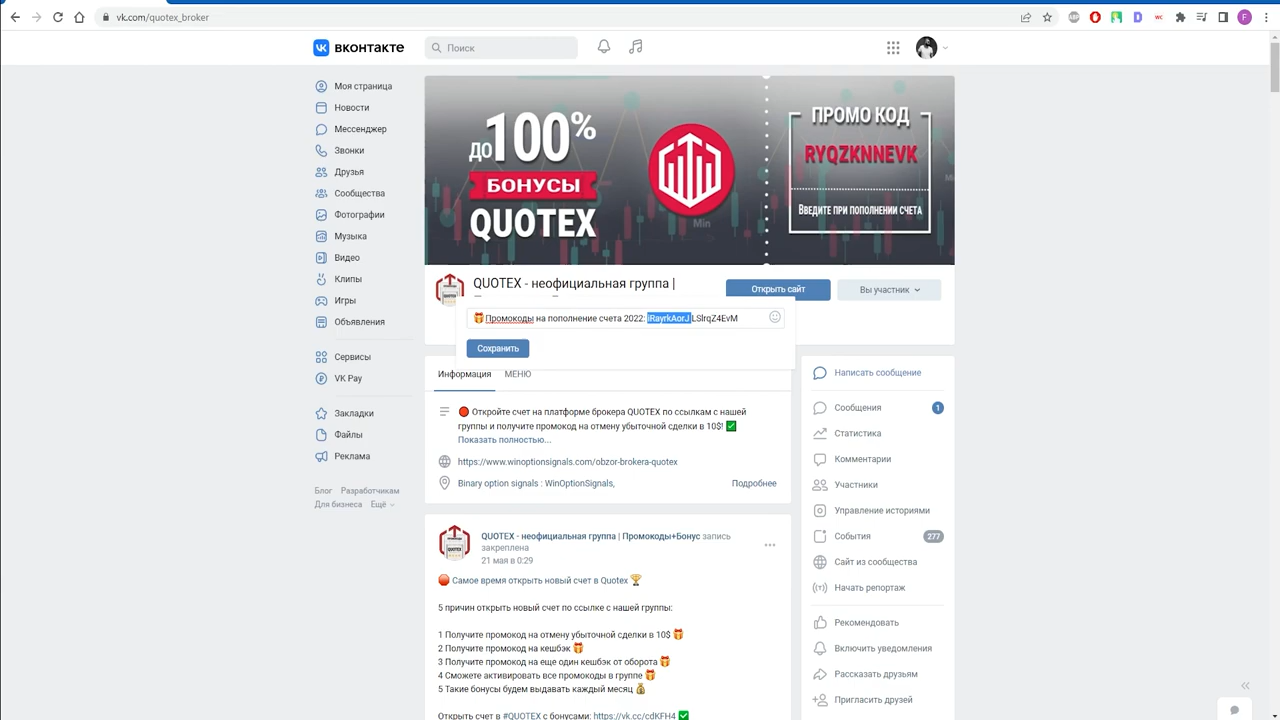 vk.com/quotex_broker
ABP
WC
F
ВКОНТАКТЕ
Поиск
Моя страница
Новости
Мессенджер
Звонки
Друзья
Сообщества
Фотографии
Музыка
Видео
Клипы
Игры
Объявления
Сервисы
VK Pay
Закладки
Файлы
Реклама
Блог Разработчикам
Для бизнеса Ещё
ДО 100%
БОНУСЫ
QUOTEX
Min
ПРОМО КОД
RYQZKNNEVK
ВВЕДИТЕ ПРИ ПОПОЛНЕНИИ СЧЕТА
QUOTEX - неофициальная группа |
Открыть сайт
Вы участник
🎁Промокоды на пополнение счета 2022: iRayrkAorJ LSlrqZ4EvM
Сохранить
Информация МЕНЮ
🔴 Откройте счет на платформе брокера QUOTEX по ссылкам с нашей
группы и получите промокод на отмену убыточной сделки в 10$! ✅
Показать полностью...
https://www.winoptionsignals.com/obzor-brokera-quotex
Binary option signals : WinOptionSignals,
Подробнее
QUOTEX - неофициальная группа | Промокоды+Бонус запись
закреплена
21 мая в 0:29
🔴 Самое время открыть новый счет в Quotex 🏆
5 причин открыть новый счет по ссылке с нашей группы:
1 Получите промокод на отмену убыточной сделки в 10$ 🎁
2 Получите промокод на кешбэк 🎁
3 Получите промокод на еще один кешбэк от оборота 🎁
4 Сможете активировать все промокоды в группе 🎁
5 Такие бонусы будем выдавать каждый месяц 💰
Открыть счет в #QUOTEX с бонусами: https://vk.cc/cdKFH4 ✅
Написать сообщение
Сообщения 1
Статистика
Комментарии
Участники
Управление историями
События 277
Сайт из сообщества
Начать репортаж
Рекомендовать
Включить уведомления
Рассказать друзьям
Пригласить друзей